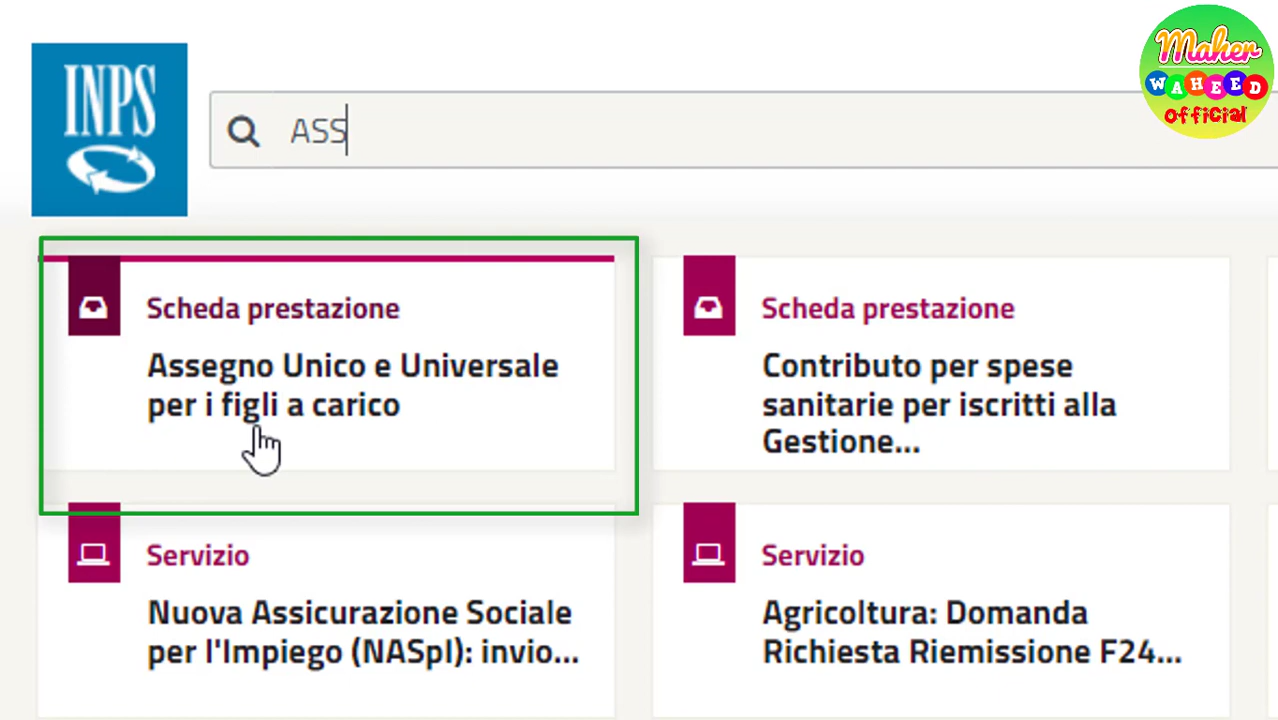 INPS
ASS
Maher
WAHEED
official
Scheda prestazione
Assegno Unico e Universale
per i figli a carico
Scheda prestazione
Contributo per spese
sanitarie per iscritti alla
Gestione...
Servizio
Nuova Assicurazione Sociale
per l'Impiego (NASpI): invio...
Servizio
Agricoltura: Domanda
Richiesta Riemissione F24...